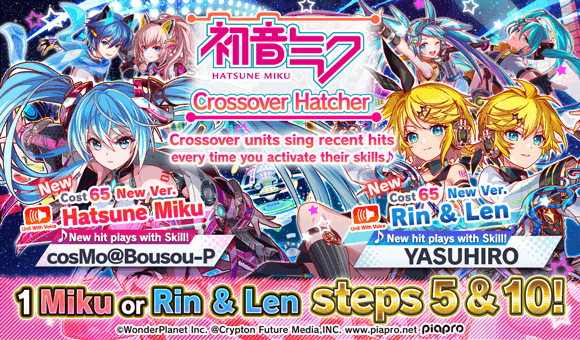 初音ミク
HATSUNE MIKU
Crossover Hatcher
Crossover units sing recent hits
every time you activate their skills♪
New
Cost 65 New Ver.
Unit With Voice
Hatsune Miku
♪New hit plays with Skill!
cosMo@Bousou-P
New
Cost 65 New Ver.
Unit With Voice
Rin & Len
♪New hit plays with Skill!
YASUHIRO
1 Miku or Rin & Len steps 5 & 10!
©WonderPlanet Inc. @Crypton Future Media,INC. www.piapro.net piapro